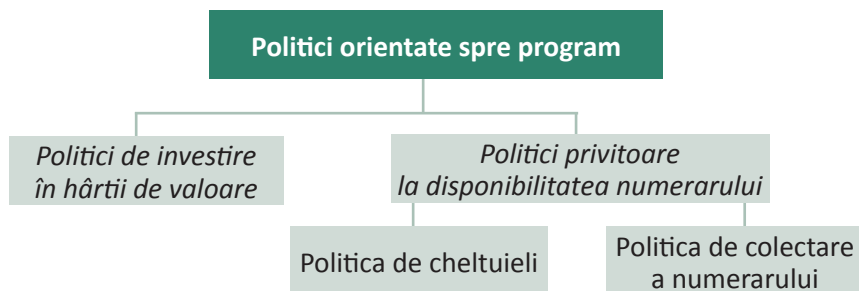 Politici orientate spre program
Politici de investire
în hârtii de valoare
Politici privitoare
la disponibilitatea numerarului
Politica de cheltuieli
Politica de colectare
a numerarului